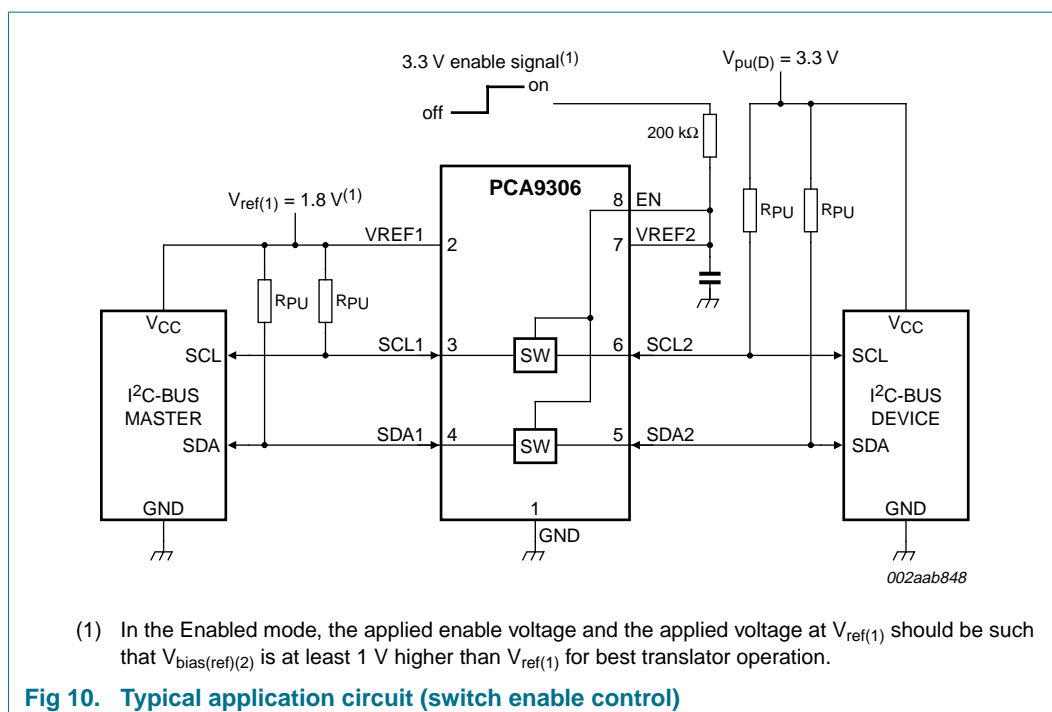 3.3 V enable signal(1)
off
on
Vpu(D) = 3.3 V
200 kΩ
PCA9306
Vref(1) = 1.8 V(1)
8 EN
RPU RPU
VREF1 2
7 VREF2
RPU RPU
VCC
VCC
SCL
SCL1 3
SW
6 SCL2
SCL
I2C-BUS
MASTER
I2C-BUS
DEVICE
SDA
SDA1 4
SW
5 SDA2
SDA
GND
1
GND
GND
002aab848
(1) In the Enabled mode, the applied enable voltage and the applied voltage at Vref(1) should be such
that Vbias(ref)(2) is at least 1 V higher than Vref(1) for best translator operation.
Fig 10. Typical application circuit (switch enable control)